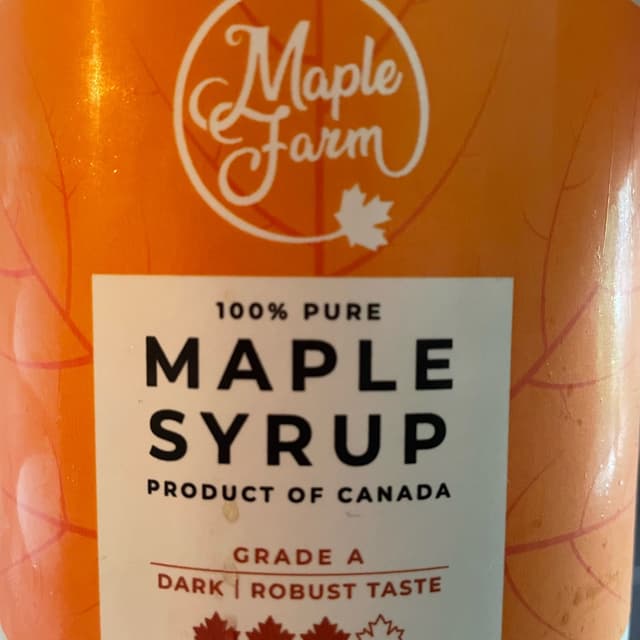 Maple
Farm
100% PURE
MAPLE
SYRUP
PRODUCT OF CANADA
GRADE A
DARK | ROBUST TASTE